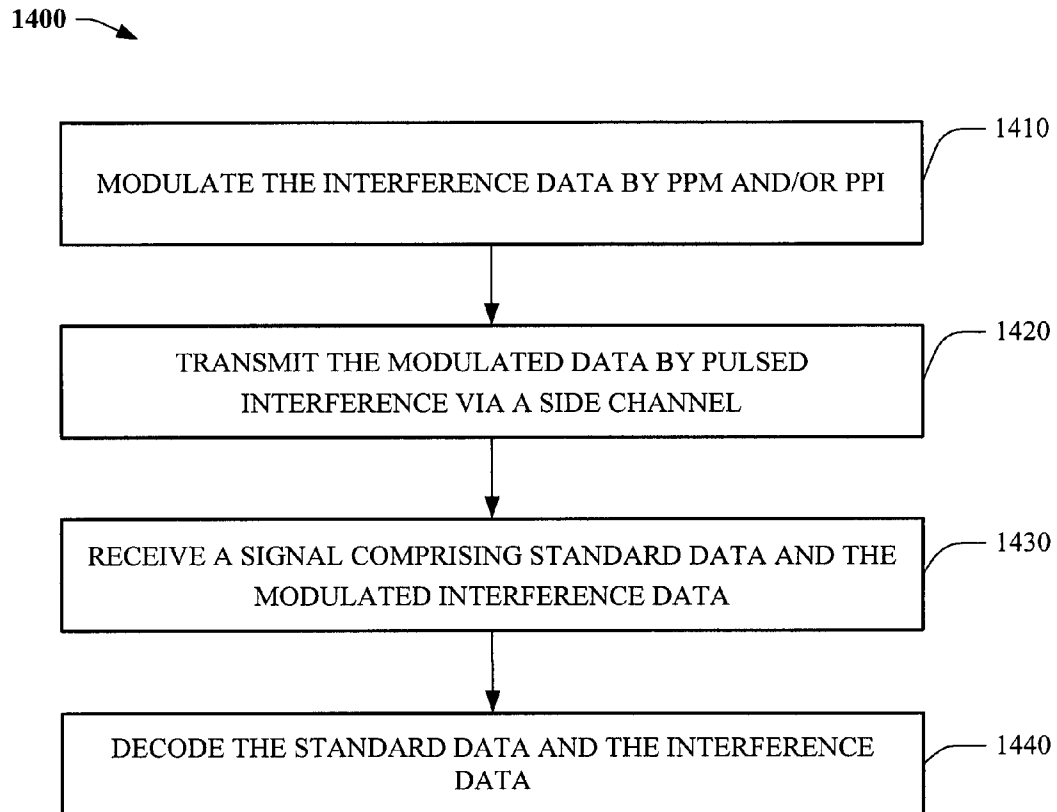 1400
1410
MODULATE THE INTERFERENCE DATA BY PPM AND/OR PPI
1420
TRANSMIT THE MODULATED DATA BY PULSED
INTERFERENCE VIA A SIDE CHANNEL
1430
RECEIVE A SIGNAL COMPRISING STANDARD DATA AND THE
MODULATED INTERFERENCE DATA
1440
DECODE THE STANDARD DATA AND THE INTERFERENCE
DATA